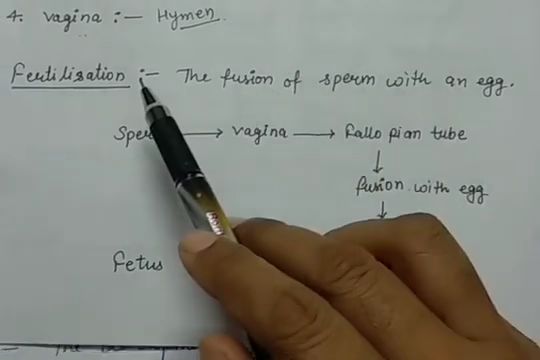 4. vagina :— Hymen.
Fertilisation :— The fusion of sperm with an egg.
→ vagina → Fallopian tube
↓
fusion with egg
↓
Fetus